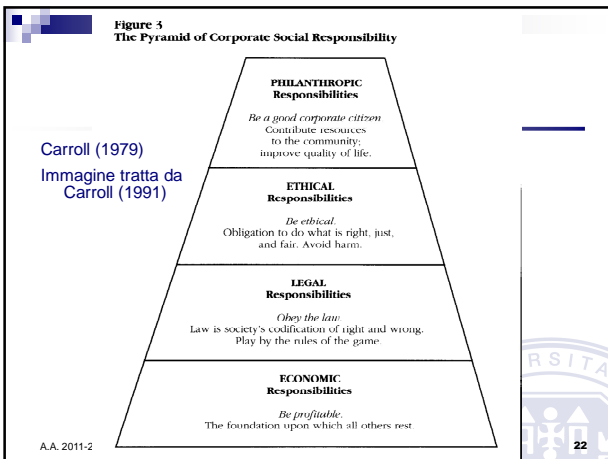 Figure 3
The Pyramid of Corporate Social Responsibility
PHILANTHROPIC
Responsibilities
Be a good corporate citizen
Contribute resources
to the community;
improve quality of life.
Carroll (1979)
Immagine tratta da
Carroll (1991)
ETHICAL
Responsibilities
Be ethical.
Obligation to do what is right, just,
and fair. Avoid harm.
LEGAL
Responsibilities
Obey the law
Law is society's codification of right and wrong.
Play by the rules of the game
ECONOMIC
Responsibilities
Be profitable.
The foundation upon which all others rest.
RSITA
A.A. 2011-2
22